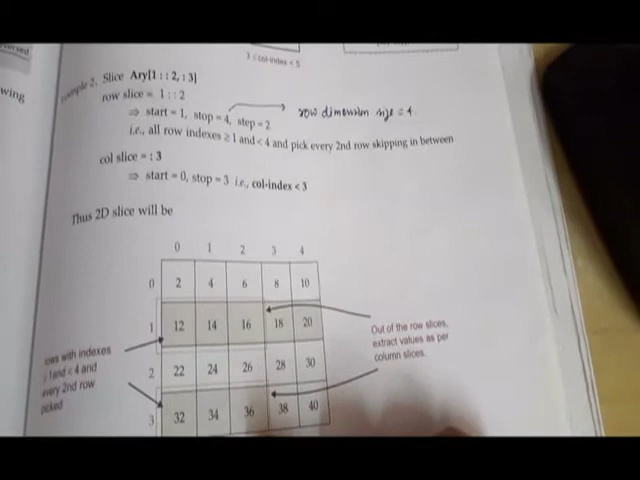 wing
3 ≤ col-index < 5
Example 2. Slice Ary[1 : : 2, : 3]
row slice = 1 : : 2
⇒ start = 1, stop = 4, step = 2
row dimension size = 4
i.e., all row indexes ≥ 1 and < 4 and pick every 2nd row skipping in between
col slice = : 3
⇒ start = 0, stop = 3 i.e., col-index < 3
Thus 2D slice will be
0 1 2 3 4
0 2 4 6 8 10
1 12 14 16 18 20
2 22 24 26 28 30
3 32 34 36 38 40
rows with indexes
≥ 1 and < 4 and
every 2nd row
picked
Out of the row slices,
extract values as per
column slices.